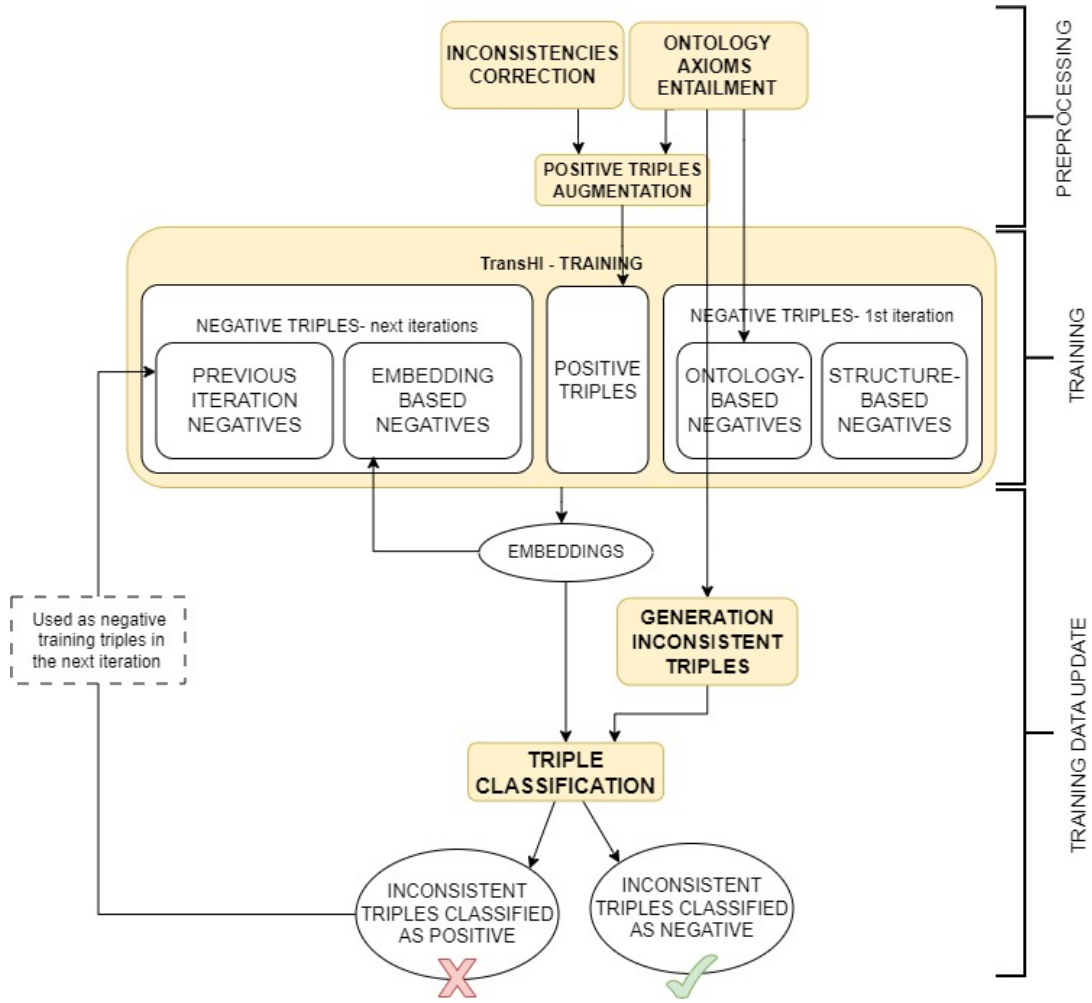 INCONSISTENCIES
CORRECTION
ONTOLOGY
AXIOMS
ENTAILMENT
POSITIVE TRIPLES
AUGMENTATION
PREPROCESSING
TransHI - TRAINING
NEGATIVE TRIPLES- next iterations
PREVIOUS
ITERATION
NEGATIVES
EMBEDDING
BASED
NEGATIVES
POSITIVE
TRIPLES
NEGATIVE TRIPLES- 1st iteration
ONTOLOGY-
BASED
NEGATIVES
STRUCTURE-
BASED
NEGATIVES
TRAINING
EMBEDDINGS
Used as negative
training triples in
the next iteration
GENERATION
INCONSISTENT
TRIPLES
TRIPLE
CLASSIFICATION
INCONSISTENT
TRIPLES CLASSIFIED
AS POSITIVE
INCONSISTENT
TRIPLES CLASSIFIED
AS NEGATIVE
TRAINING DATA UPDATE